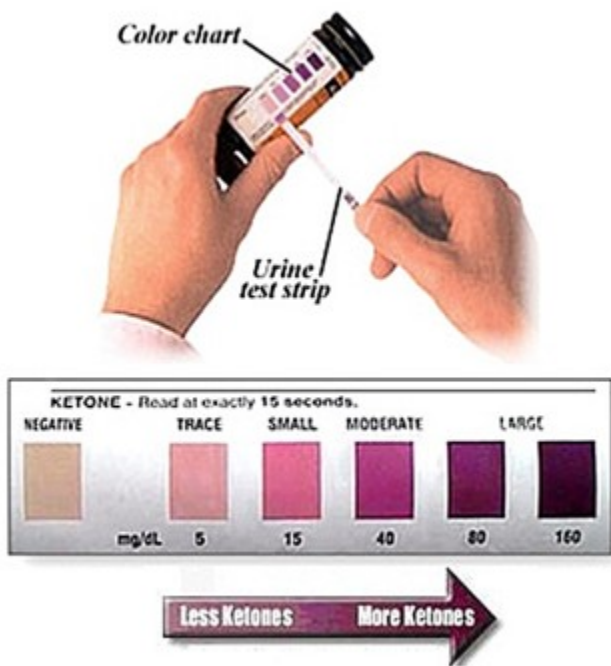 Color chart
Urine
test strip
KETONE - Read at exactly 15 seconds.
NEGATIVE TRACE SMALL MODERATE LARGE
mg/dL 5 15 40 80 160
Less Ketones More Ketones